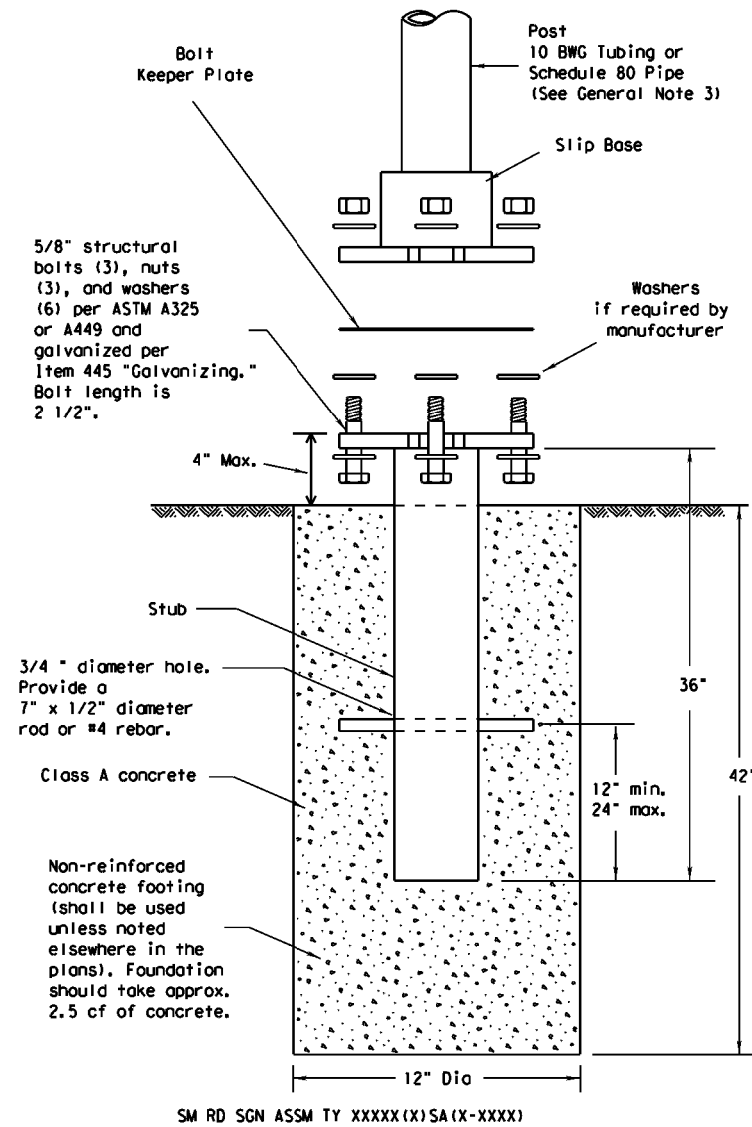 Bolt
Keeper Plate
Post
10 BWG Tubing or
Schedule 80 Pipe
(See General Note 3)
Slip Base
5/8" structural
bolts (3), nuts
(3), and washers
(6) per ASTM A325
or A449 and
galvanized per
Item 445 "Galvanizing."
Bolt length is
2 1/2".
Washers
if required by
manufacturer
4" Max.
Stub
3/4 " diameter hole.
Provide a
7" x 1/2" diameter
rod or #4 rebar.
36"
Class A concrete
12" min.
24" max.
42"
Non-reinforced
concrete footing
(shall be used
unless noted
elsewhere in the
plans). Foundation
should take approx.
2.5 cf of concrete.
12" Dia
SM RD SGN ASSM TY XXXXX(X)SA(X-XXXX)